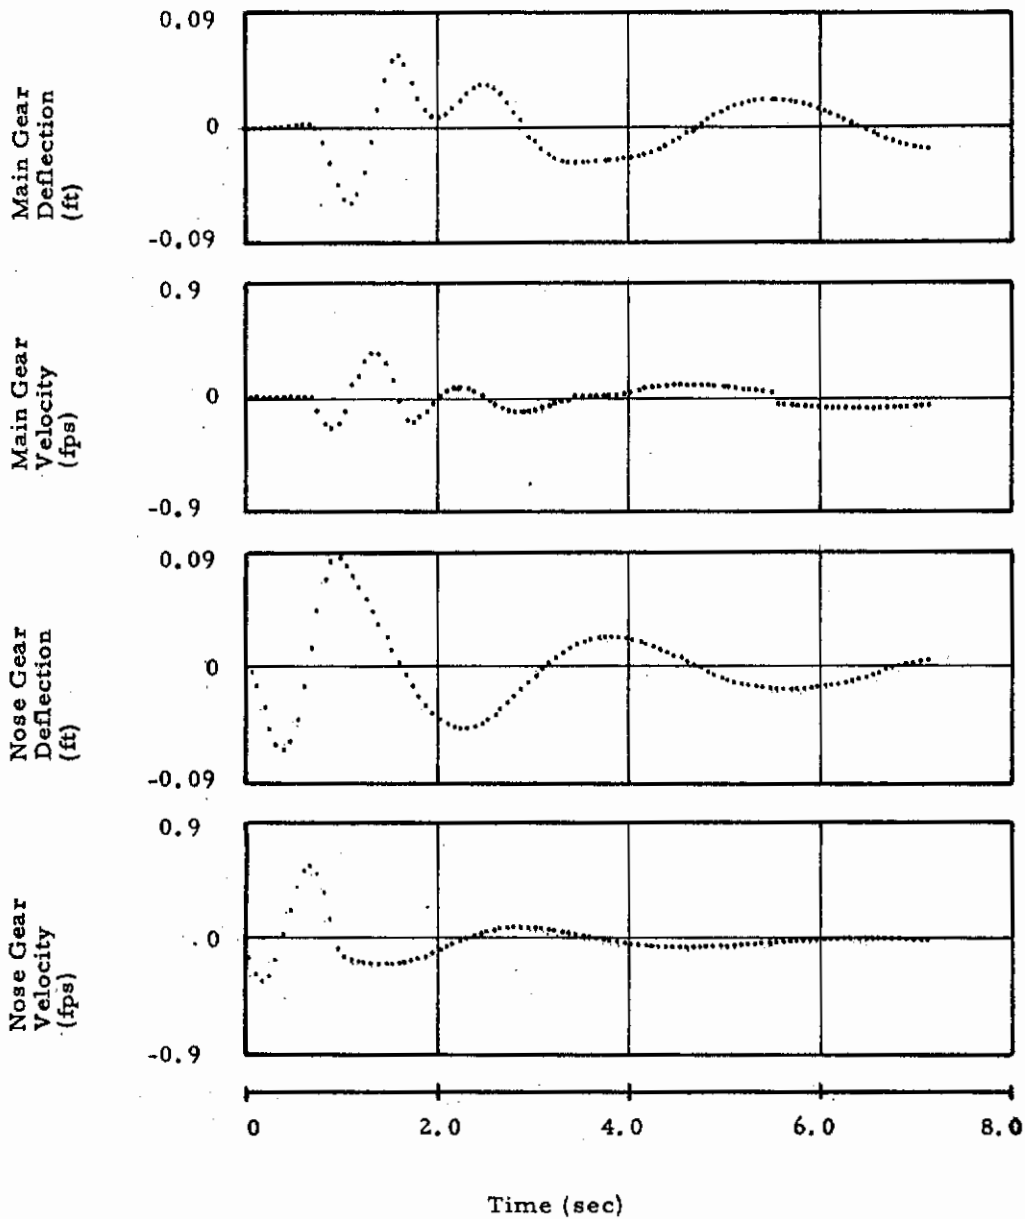 0.09
Main Gear
Deflection
(ft)
0
-0.09
0.9
Main Gear
Velocity
(fps)
0
-0.9
0.09
Nose Gear
Deflection
(ft)
0
-0.09
0.9
Nose Gear
Velocity
(fps)
0
-0.9
0 2.0 4.0 6.0 8.0
Time (sec)